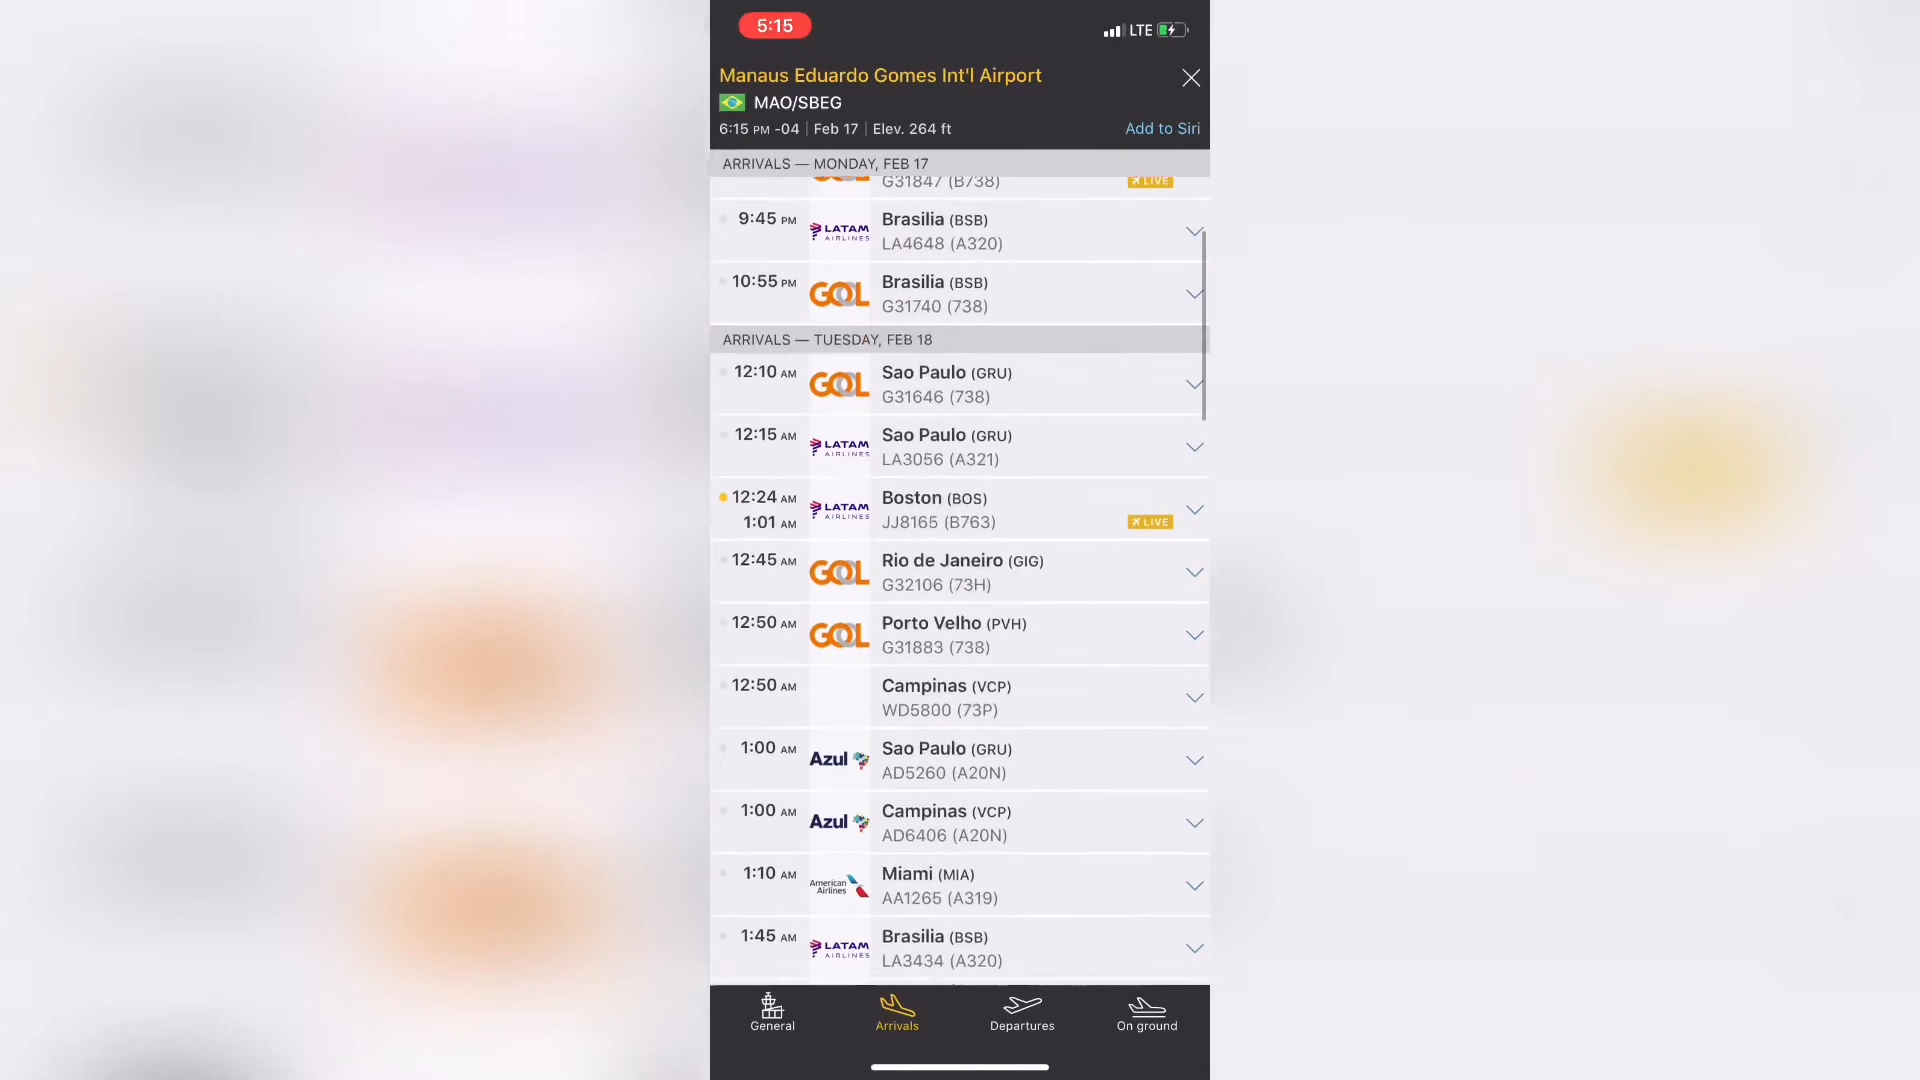 5:15
LTE
Manaus Eduardo Gomes Int'l Airport
MAO/SBEG
6:15 PM -04 | Feb 17 | Elev. 264 ft
Add to Siri
ARRIVALS — MONDAY, FEB 17
G31847 (B738)
LIVE
9:45 PM
LATAM AIRLINES
Brasilia (BSB)
LA4648 (A320)
10:55 PM
GOL
Brasilia (BSB)
G31740 (738)
ARRIVALS — TUESDAY, FEB 18
12:10 AM
GOL
Sao Paulo (GRU)
G31646 (738)
12:15 AM
LATAM AIRLINES
Sao Paulo (GRU)
LA3056 (A321)
12:24 AM
1:01 AM
LATAM AIRLINES
Boston (BOS)
JJ8165 (B763)
LIVE
12:45 AM
GOL
Rio de Janeiro (GIG)
G32106 (73H)
12:50 AM
GOL
Porto Velho (PVH)
G31883 (738)
12:50 AM
Campinas (VCP)
WD5800 (73P)
1:00 AM
Azul
Sao Paulo (GRU)
AD5260 (A20N)
1:00 AM
Azul
Campinas (VCP)
AD6406 (A20N)
1:10 AM
American Airlines
Miami (MIA)
AA1265 (A319)
1:45 AM
LATAM AIRLINES
Brasilia (BSB)
LA3434 (A320)
General
Arrivals
Departures
On ground